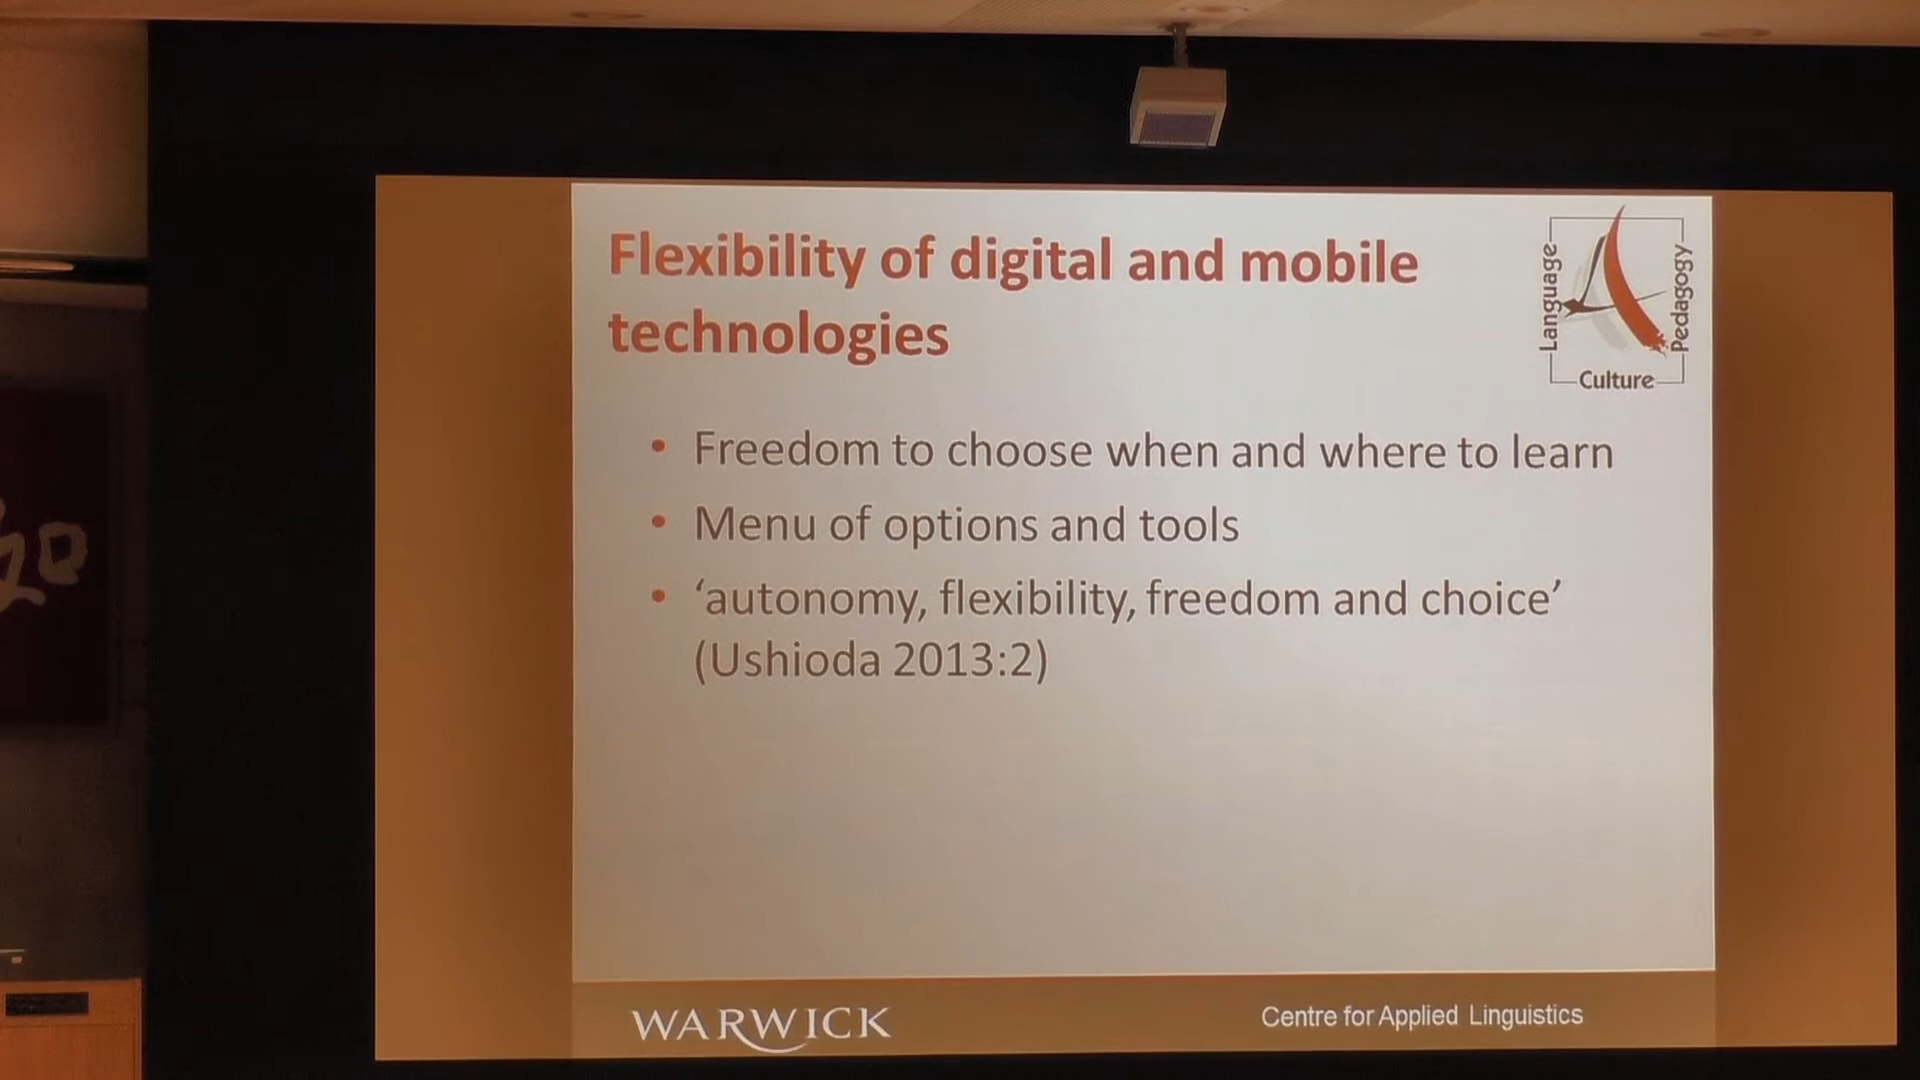 Flexibility of digital and mobile
technologies
Language
Pedagogy
Culture
• Freedom to choose when and where to learn
• Menu of options and tools
• ‘autonomy, flexibility, freedom and choice’
(Ushioda 2013:2)
WARWICK
Centre for Applied Linguistics